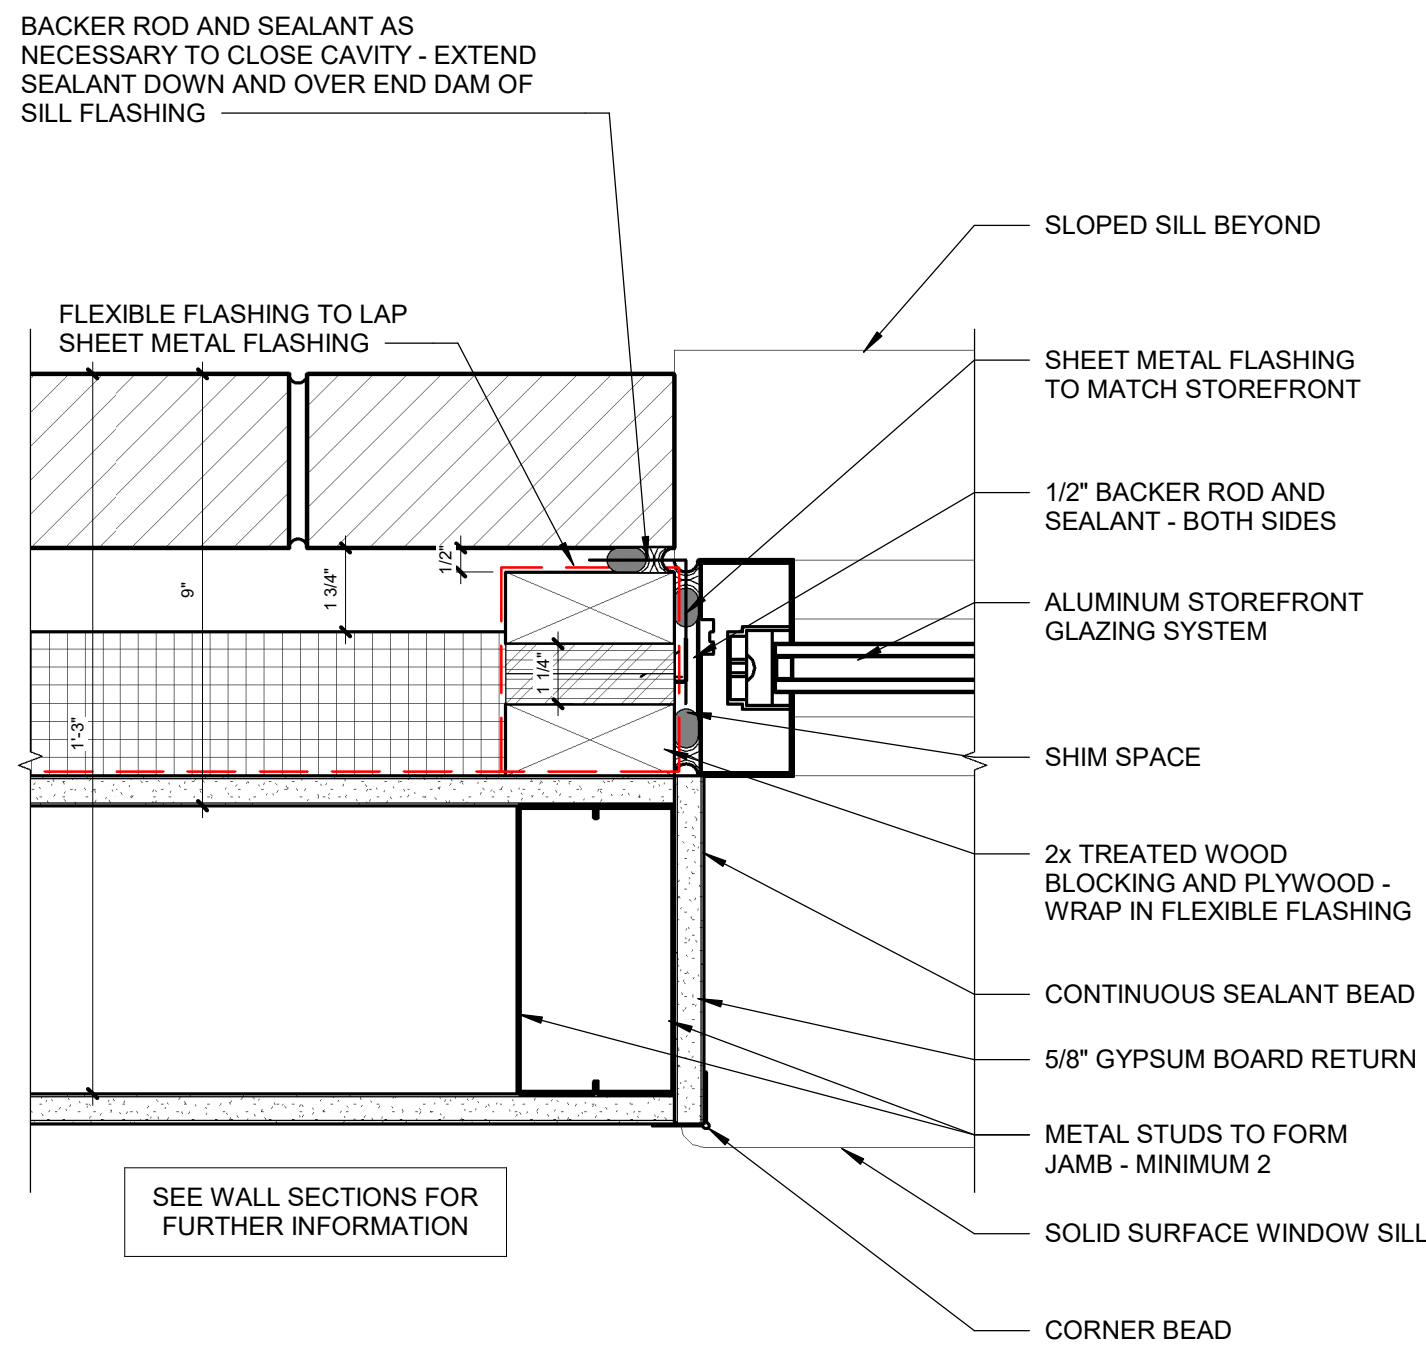 BACKER ROD AND SEALANT AS
NECESSARY TO CLOSE CAVITY - EXTEND
SEALANT DOWN AND OVER END DAM OF
SILL FLASHING
FLEXIBLE FLASHING TO LAP
SHEET METAL FLASHING
SLOPED SILL BEYOND
SHEET METAL FLASHING
TO MATCH STOREFRONT
1/2" BACKER ROD AND
SEALANT - BOTH SIDES
ALUMINUM STOREFRONT
GLAZING SYSTEM
SHIM SPACE
2x TREATED WOOD
BLOCKING AND PLYWOOD -
WRAP IN FLEXIBLE FLASHING
CONTINUOUS SEALANT BEAD
5/8" GYPSUM BOARD RETURN
METAL STUDS TO FORM
JAMB - MINIMUM 2
SOLID SURFACE WINDOW SILL
CORNER BEAD
1'-3"
9"
1 3/4"
1/2"
1 1/4"
SEE WALL SECTIONS FOR
FURTHER INFORMATION